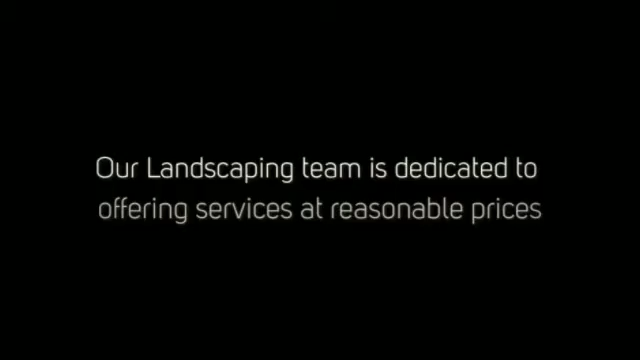 Our Landscaping team is dedicated to
offering services at reasonable prices